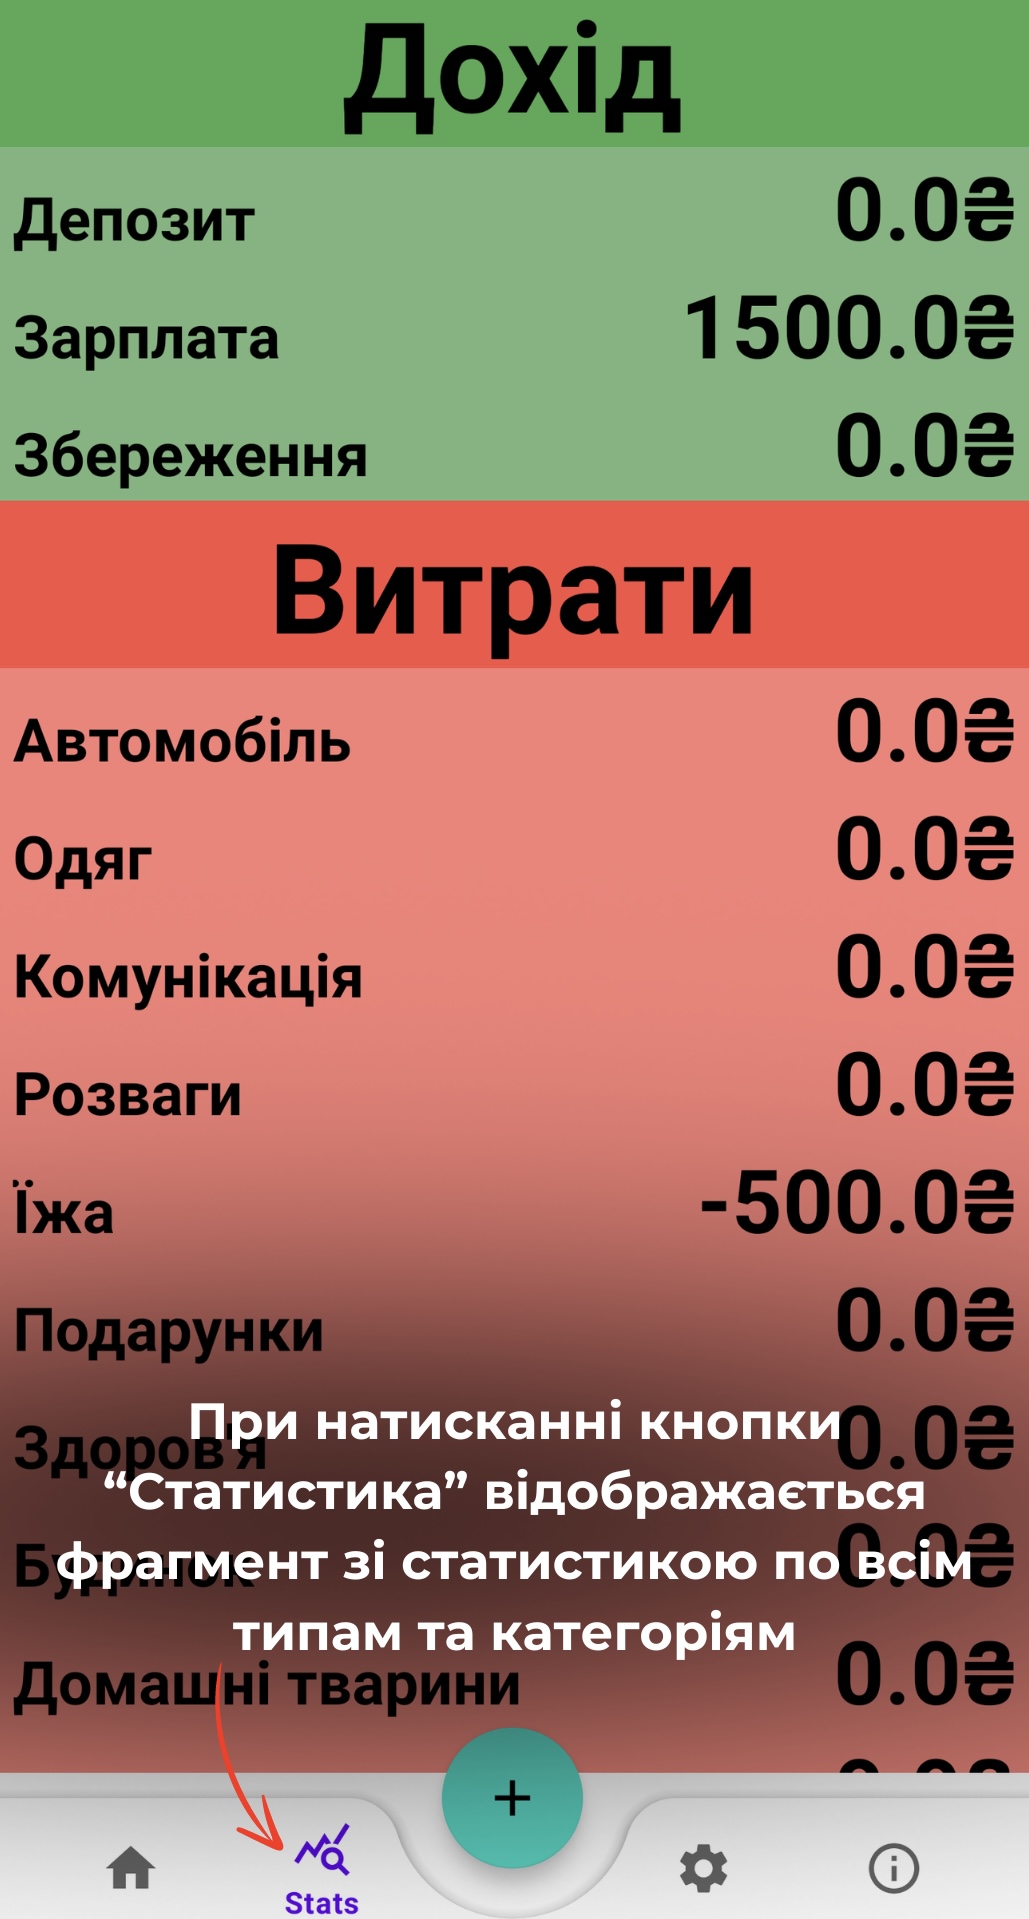 Дохід
Депозит 0.0₴
Зарплата 1500.0₴
Збереження 0.0₴
Витрати
Автомобіль 0.0₴
Одяг 0.0₴
Комунікація 0.0₴
Розваги 0.0₴
Їжа -500.0₴
Подарунки 0.0₴
Здоров'я 0.0₴
При натисканні кнопки
“Статистика” відображається
Будинок 0.0₴
фрагмент зі статистикою по всім
типам та категоріям
Домашні тварини 0.0₴
+
Stats